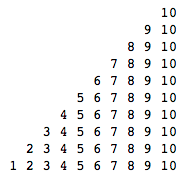 10
9 10
8 9 10
7 8 9 10
6 7 8 9 10
5 6 7 8 9 10
4 5 6 7 8 9 10
3 4 5 6 7 8 9 10
2 3 4 5 6 7 8 9 10
1 2 3 4 5 6 7 8 9 10